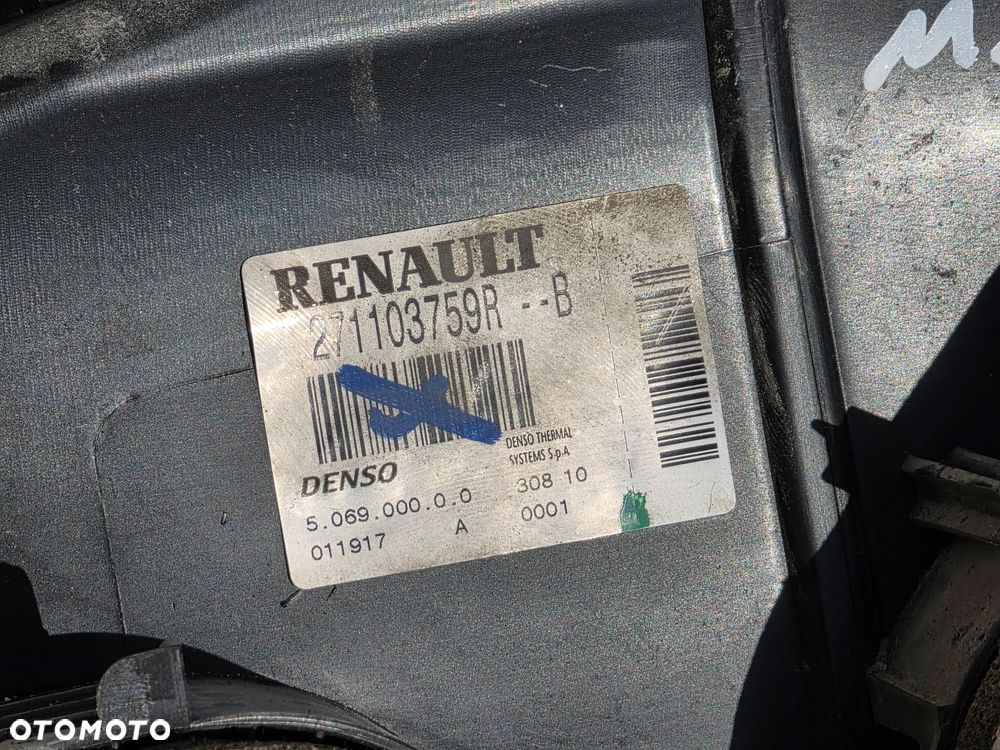 M.
RENAULT
271103759R --B
DENSO
DENSO THERMAL
SYSTEMS S.p.A
5.069.000.0.0
308 10
011917 A 0001
OTOMOTO